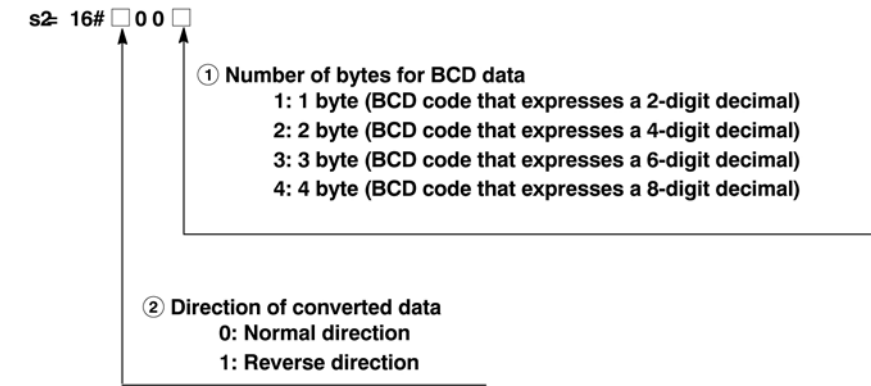 s2= 16# □ 0 0 □
① Number of bytes for BCD data
1: 1 byte (BCD code that expresses a 2-digit decimal)
2: 2 byte (BCD code that expresses a 4-digit decimal)
3: 3 byte (BCD code that expresses a 6-digit decimal)
4: 4 byte (BCD code that expresses a 8-digit decimal)
② Direction of converted data
0: Normal direction
1: Reverse direction